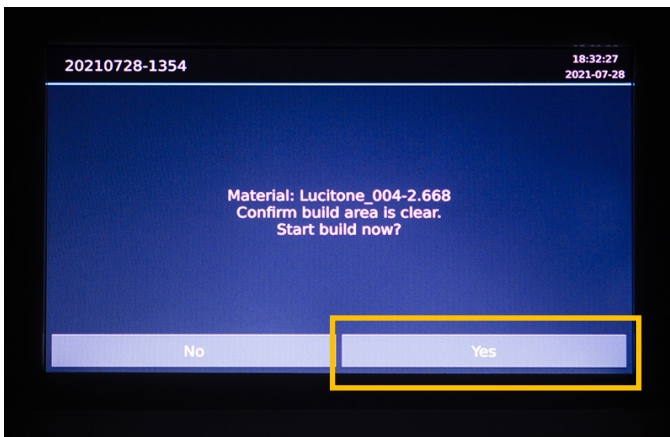 20210728-1354
18:32:27
2021-07-28
Material: Lucitone_004-2.668
Confirm build area is clear.
Start build now?
No
Yes